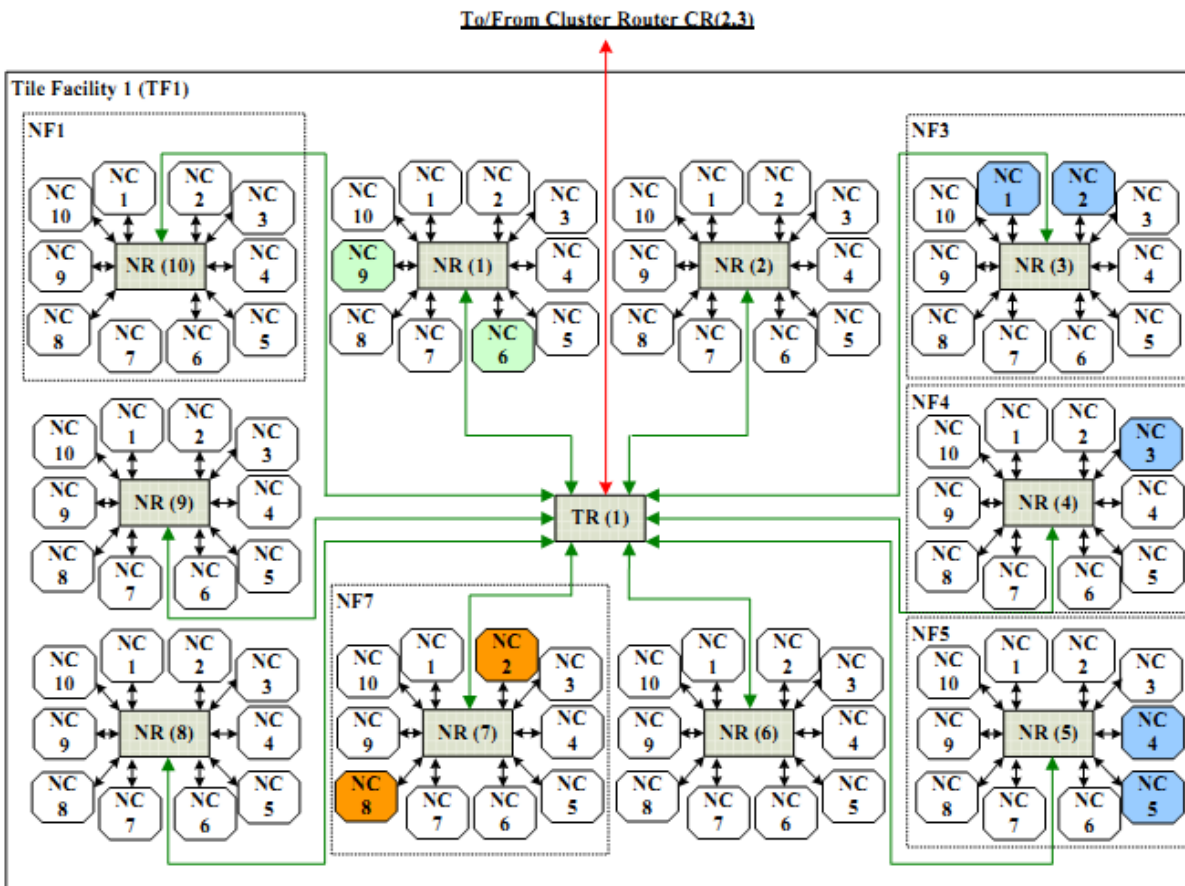 To/From Cluster Router CR(2,3)
Tile Facility 1 (TF1)
NF1
NC 1
NC 2
NC 3
NC 4
NC 5
NC 6
NC 7
NC 8
NC 9
NC 10
NR (10)
NC 1
NC 2
NC 3
NC 4
NC 5
NC 6
NC 7
NC 8
NC 9
NC 10
NR (1)
NC 1
NC 2
NC 3
NC 4
NC 5
NC 6
NC 7
NC 8
NC 9
NC 10
NR (2)
NF3
NC 1
NC 2
NC 3
NC 4
NC 5
NC 6
NC 7
NC 8
NC 9
NC 10
NR (3)
NC 1
NC 2
NC 3
NC 4
NC 5
NC 6
NC 7
NC 8
NC 9
NC 10
NR (9)
TR (1)
NF4
NC 1
NC 2
NC 3
NC 4
NC 5
NC 6
NC 7
NC 8
NC 9
NC 10
NR (4)
NC 1
NC 2
NC 3
NC 4
NC 5
NC 6
NC 7
NC 8
NC 9
NC 10
NR (8)
NF7
NC 1
NC 2
NC 3
NC 4
NC 5
NC 6
NC 7
NC 8
NC 9
NC 10
NR (7)
NC 1
NC 2
NC 3
NC 4
NC 5
NC 6
NC 7
NC 8
NC 9
NC 10
NR (6)
NF5
NC 1
NC 2
NC 3
NC 4
NC 5
NC 6
NC 7
NC 8
NC 9
NC 10
NR (5)